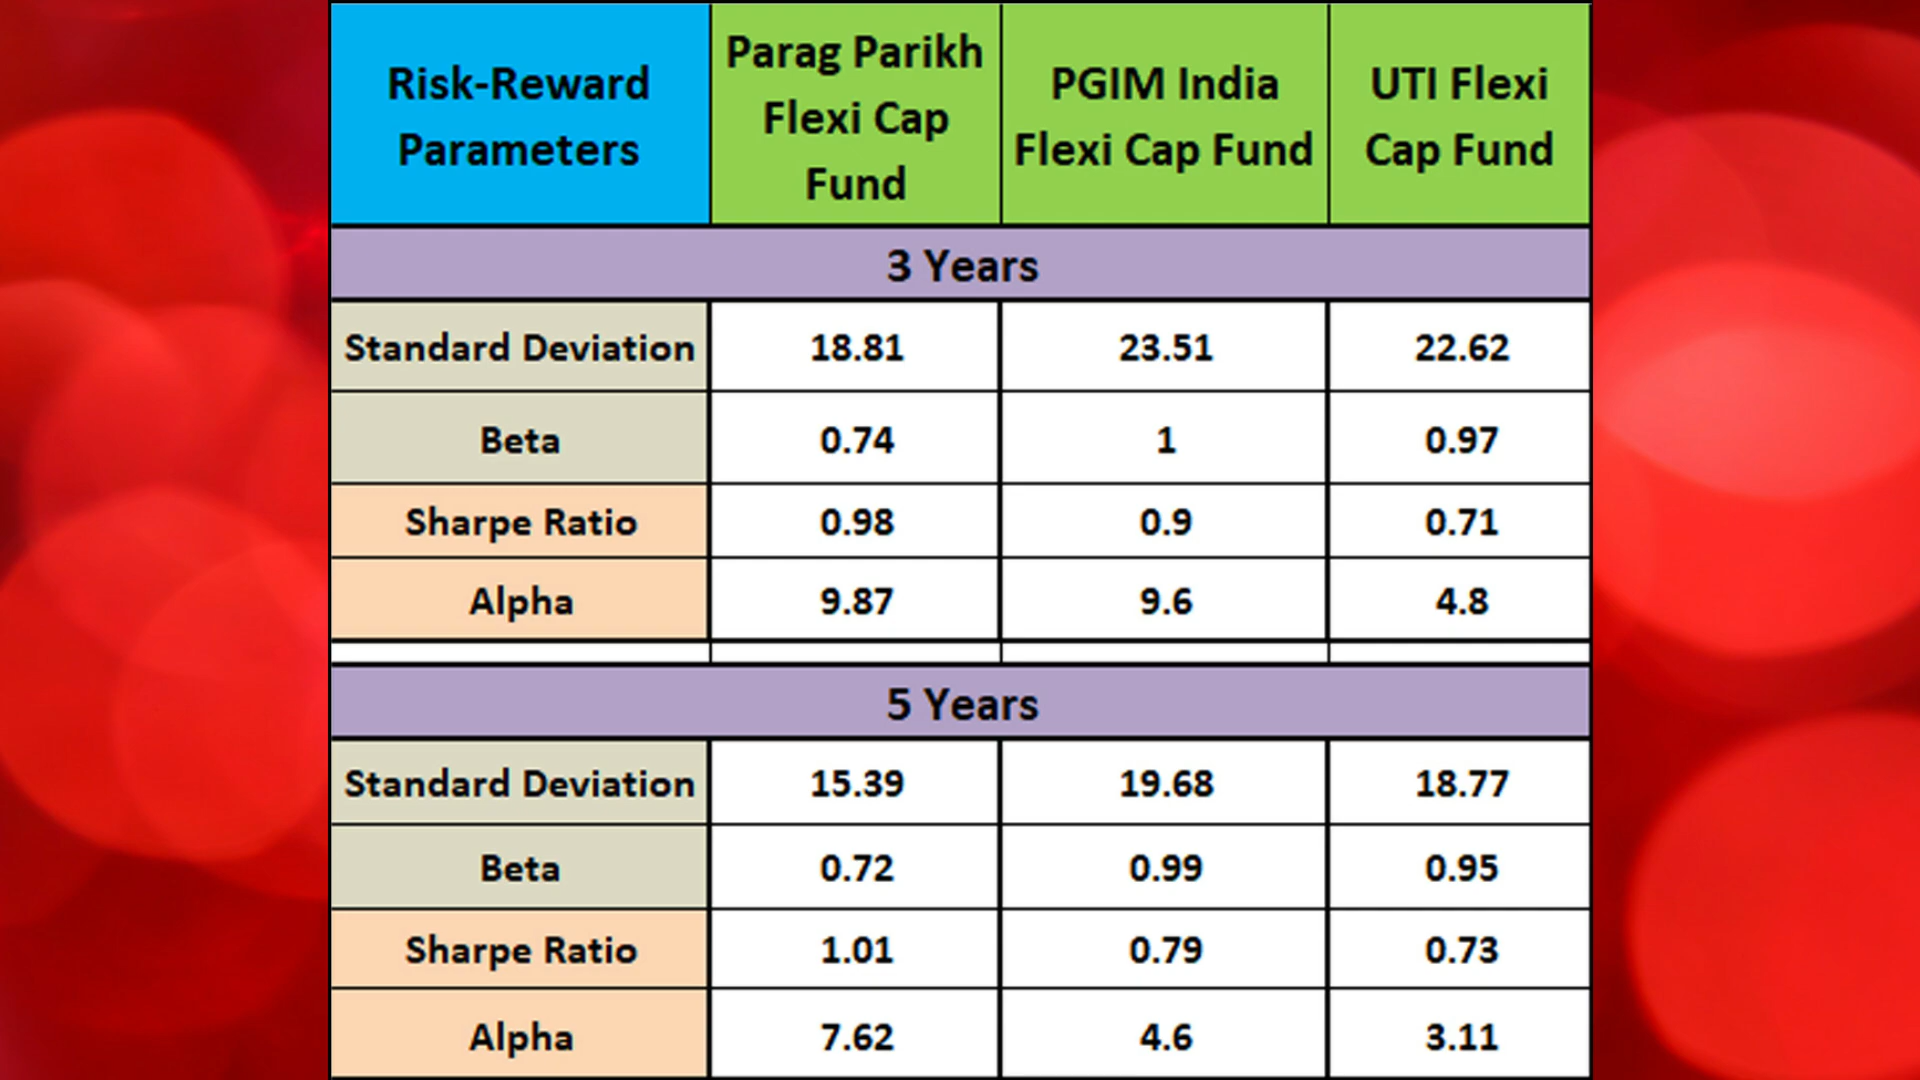 Risk-Reward
Parameters
Parag Parikh
Flexi Cap
Fund
PGIM India
Flexi Cap Fund
UTI Flexi
Cap Fund
3 Years
Standard Deviation 18.81 23.51 22.62
Beta 0.74 1 0.97
Sharpe Ratio 0.98 0.9 0.71
Alpha 9.87 9.6 4.8
5 Years
Standard Deviation 15.39 19.68 18.77
Beta 0.72 0.99 0.95
Sharpe Ratio 1.01 0.79 0.73
Alpha 7.62 4.6 3.11